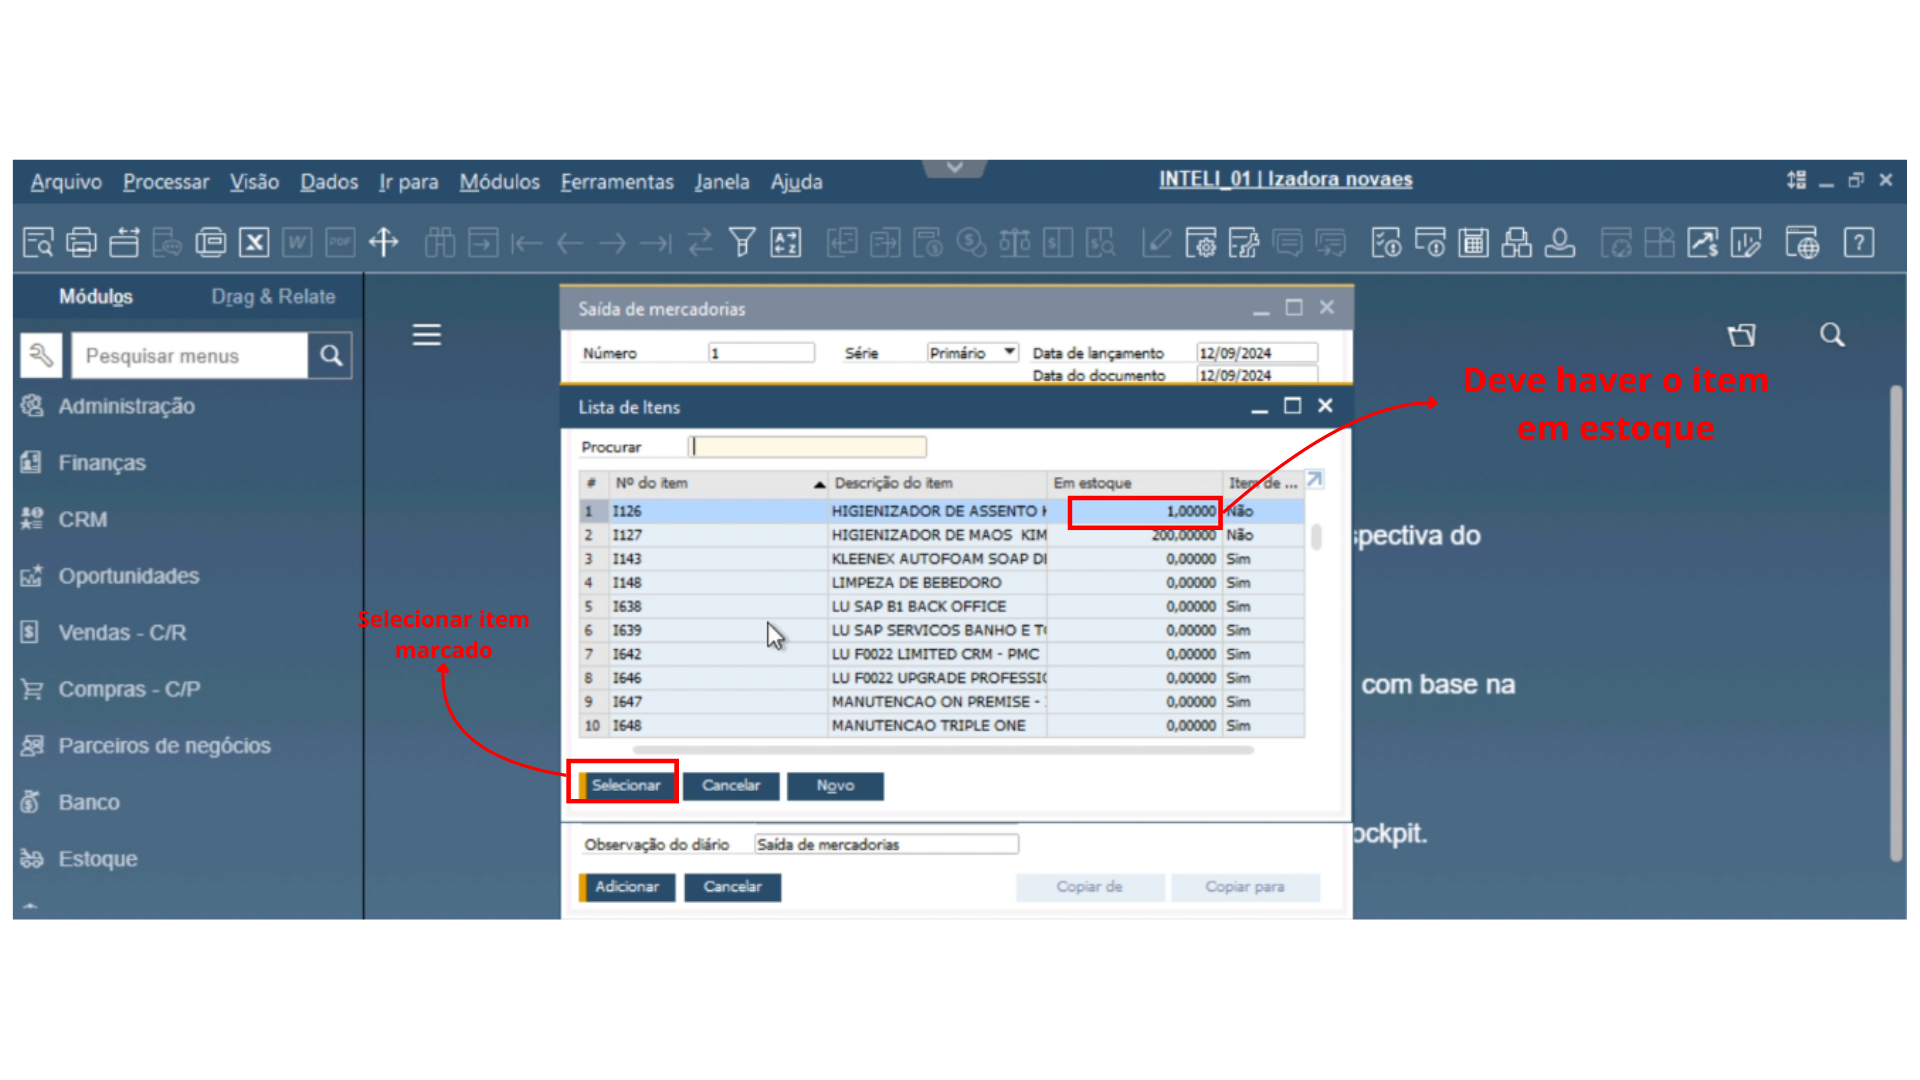 Arquivo Processar Visão Dados Ir para Módulos Ferramentas Janela Ajuda
INTELI_01 | Izadora novaes
Módulos Drag & Relate
Pesquisar menus
Administração
Finanças
CRM
Oportunidades
Vendas - C/R
Compras - C/P
Parceiros de negócios
Banco
Estoque
Saída de mercadorias
Número 1 Série Primário Data de lançamento 12/09/2024
Data do documento 12/09/2024
Lista de Itens
Procurar
# Nº do item Descrição do item Em estoque Item de ...
1 I126 HIGIENIZADOR DE ASSENTO 1,00000 Não
2 I127 HIGIENIZADOR DE MAOS KIM 200,00000 Não
3 I143 KLEENEX AUTOFOAM SOAP 0,00000 Sim
4 I148 LIMPEZA DE BEBEDORO 0,00000 Sim
5 I638 LU SAP B1 BACK OFFICE 0,00000 Sim
6 I639 LU SAP SERVICOS BANHO E 0,00000 Sim
7 I642 LU F0022 LIMITED CRM - PMC 0,00000 Sim
8 I646 LU F0022 UPGRADE PROFESSI 0,00000 Sim
9 I647 MANUTENCAO ON PREMISE - 0,00000 Sim
10 I648 MANUTENCAO TRIPLE ONE 0,00000 Sim
Selecionar Cancelar Novo
Observação do diário Saída de mercadorias
Adicionar Cancelar Copiar de Copiar para
Selecionar item
marcado
Deve haver o item
em estoque
spectiva do
com base na
ockpit.
W
PDF